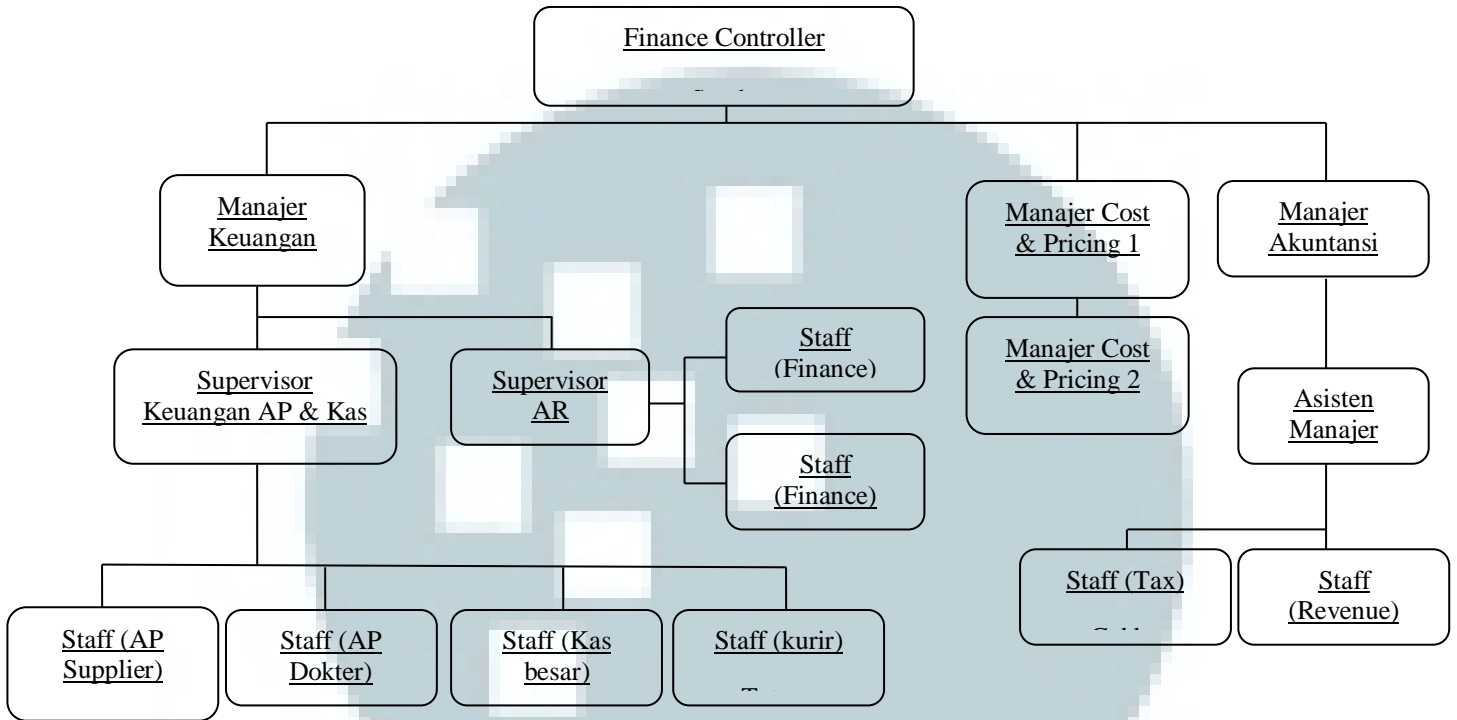 Finance Controller
Manajer
Keuangan
Manajer Cost
& Pricing 1
Manajer
Akuntansi
Supervisor
Keuangan AP & Kas
Supervisor
AR
Staff
(Finance)
Staff
(Finance)
Manajer Cost
& Pricing 2
Asisten
Manajer
Staff (AP
Supplier)
Staff (AP
Dokter)
Staff (Kas
besar)
Staff (kurir)
Staff (Tax)
Staff
(Revenue)